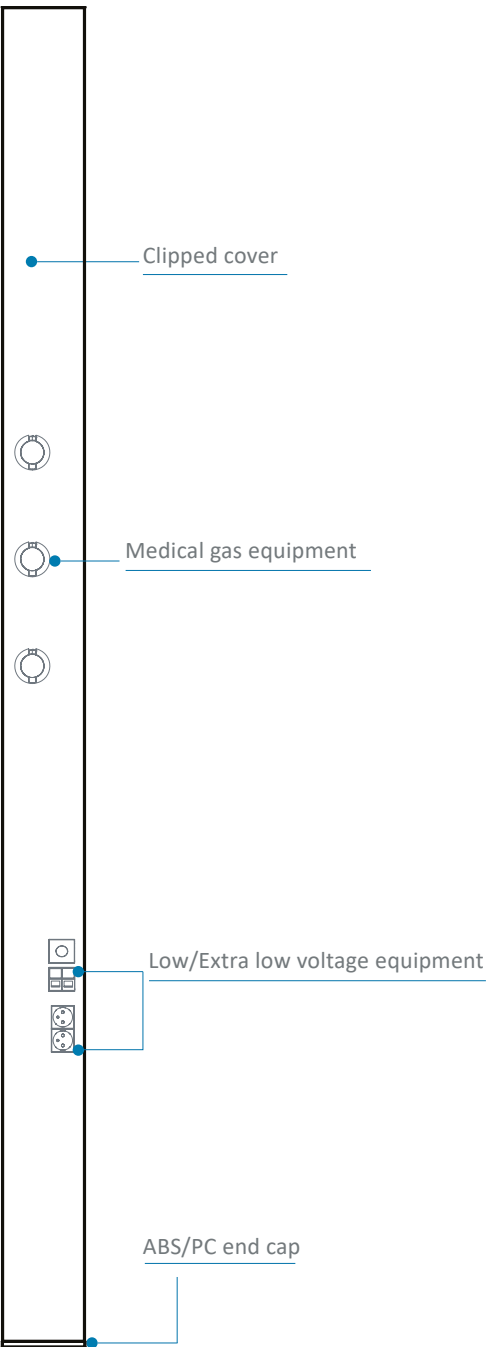 Clipped cover
Medical gas equipment
Low/Extra low voltage equipment
ABS/PC end cap